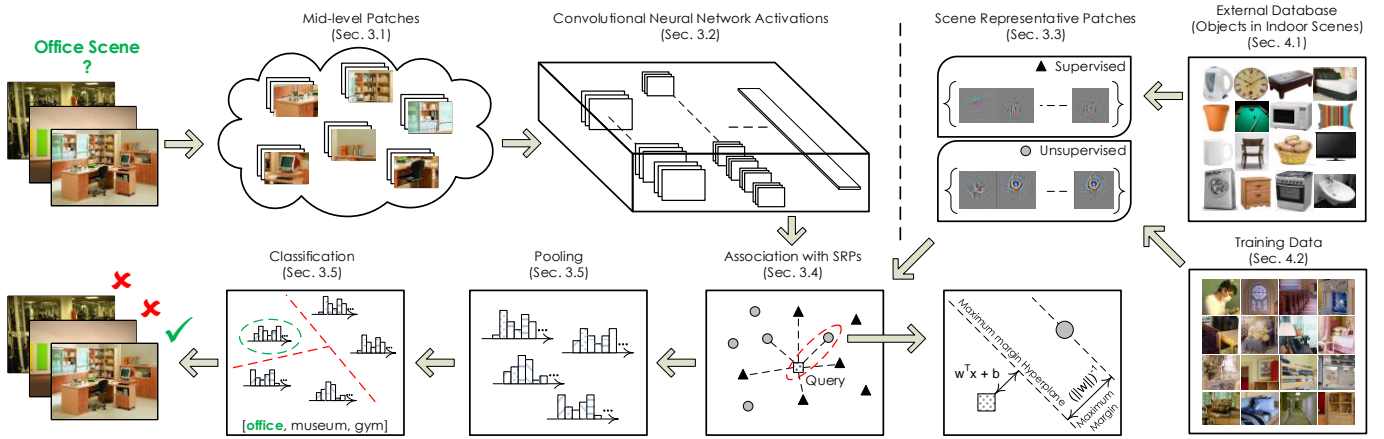 Mid-level Patches
(Sec. 3.1)
Convolutional Neural Network Activations
(Sec. 3.2)
Scene Representative Patches
(Sec. 3.3)
External Database
(Objects in Indoor Scenes)
(Sec. 4.1)
Office Scene
?
Supervised
Unsupervised
Classification
(Sec. 3.5)
Pooling
(Sec. 3.5)
Association with SRPs
(Sec. 3.4)
Training Data
(Sec. 4.2)
Query
Maximum margin Hyperplane
wᵀx + b
(||w||)⁻¹
Maximum
Margin
[office, museum, gym]